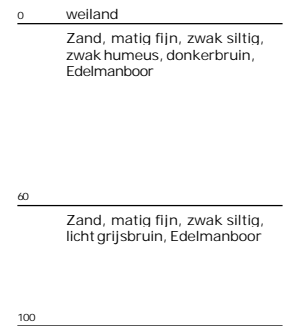 0 weiland
Zand, matig fijn, zwak siltig,
zwak humeus, donkerbruin,
Edelmanboor
60
Zand, matig fijn, zwak siltig,
licht grijsbruin, Edelmanboor
100